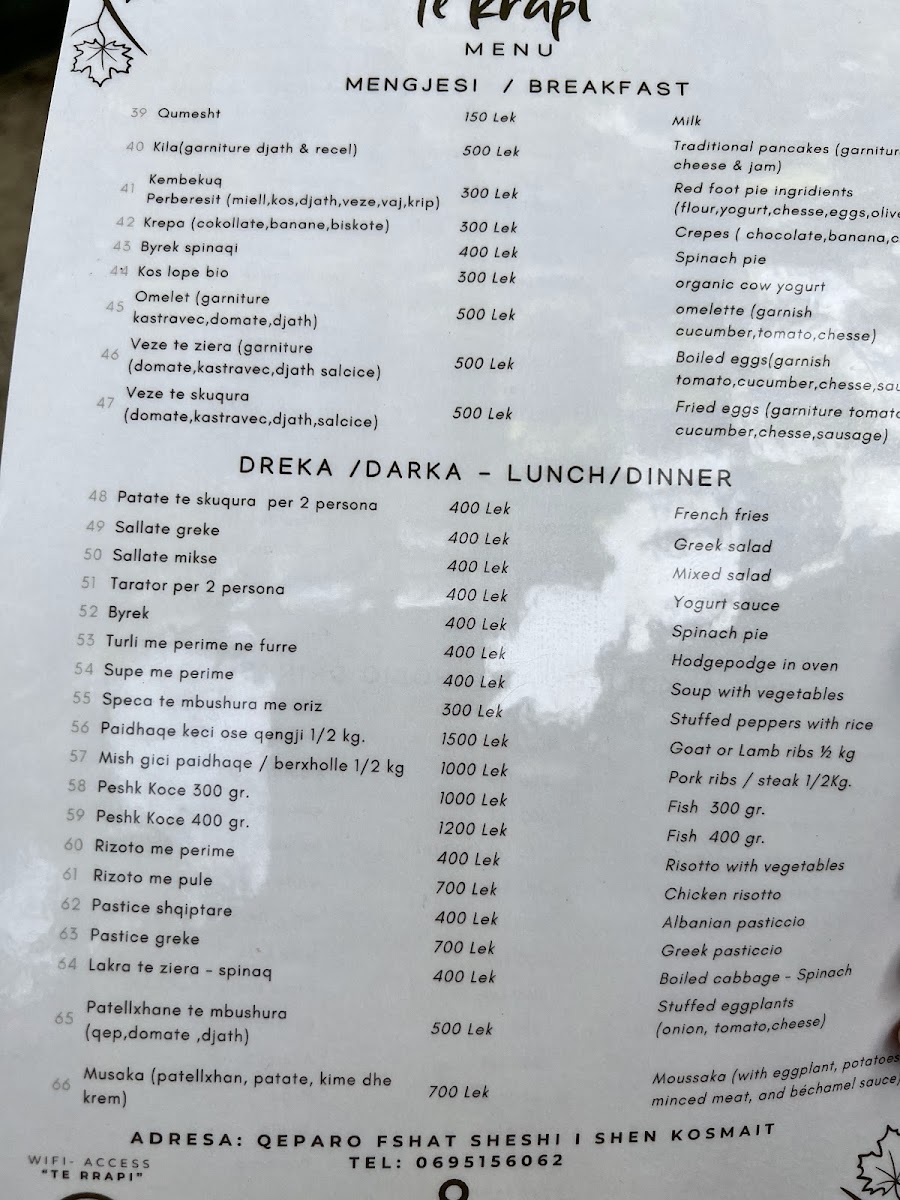 Te Rrapi
MENU
MENGJESI / BREAKFAST
39 Qumesht 150 Lek Milk
40 Kila(garniture djath & recel) 500 Lek Traditional pancakes (garnitur
cheese & jam)
41 Kembekuq
Perberesit (miell,kos,djath,veze,vaj,krip) 300 Lek Red foot pie ingridients
(flour,yogurt,chesse,eggs,olive
42 Krepa (cokollate,banane,biskote) 300 Lek Crepes ( chocolate,banana,c
43 Byrek spinaqi 400 Lek Spinach pie
44 Kos lope bio 300 Lek organic cow yogurt
45 Omelet (garniture
kastravec,domate,djath) 500 Lek omelette (garnish
cucumber,tomato,chesse)
46 Veze te ziera (garniture
(domate,kastravec,djath salcice) 500 Lek Boiled eggs(garnish
tomato,cucumber,chesse,sau
47 Veze te skuqura
(domate,kastravec,djath,salcice) 500 Lek Fried eggs (garniture tomato
cucumber,chesse,sausage)
DREKA /DARKA - LUNCH/DINNER
48 Patate te skuqura per 2 persona 400 Lek French fries
49 Sallate greke 400 Lek Greek salad
50 Sallate mikse 400 Lek Mixed salad
51 Tarator per 2 persona 400 Lek Yogurt sauce
52 Byrek 400 Lek Spinach pie
53 Turli me perime ne furre 400 Lek Hodgepodge in oven
54 Supe me perime 400 Lek Soup with vegetables
55 Speca te mbushura me oriz 300 Lek Stuffed peppers with rice
56 Paidhaqe keci ose qengji 1/2 kg. 1500 Lek Goat or Lamb ribs ½ kg
57 Mish gici paidhaqe / berxholle 1/2 kg 1000 Lek Pork ribs / steak 1/2Kg.
58 Peshk Koce 300 gr. 1000 Lek Fish 300 gr.
59 Peshk Koce 400 gr. 1200 Lek Fish 400 gr.
60 Rizoto me perime 400 Lek Risotto with vegetables
61 Rizoto me pule 700 Lek Chicken risotto
62 Pastice shqiptare 400 Lek Albanian pasticcio
63 Pastice greke 700 Lek Greek pasticcio
64 Lakra te ziera - spinaq 400 Lek Boiled cabbage - Spinach
65 Patellxhane te mbushura
(qep,domate ,djath) 500 Lek Stuffed eggplants
(onion, tomato,cheese)
66 Musaka (patellxhan, patate, kime dhe
krem) 700 Lek Moussaka (with eggplant, potatoes
minced meat, and béchamel sauce)
ADRESA: QEPARO FSHAT SHESHI I SHEN KOSMAIT
TEL: 0695156062
WIFI- ACCESS
"TE RRAPI"